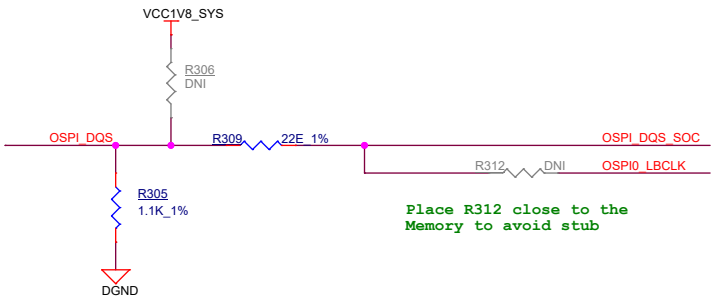 VCC1V8_SYS
R306
DNI
OSPI_DQS
R309
22E_1%
OSPI_DQS_SOC
R312
DNI
OSPI0_LBCLK
R305
1.1K_1%
Place R312 close to the
Memory to avoid stub
DGND